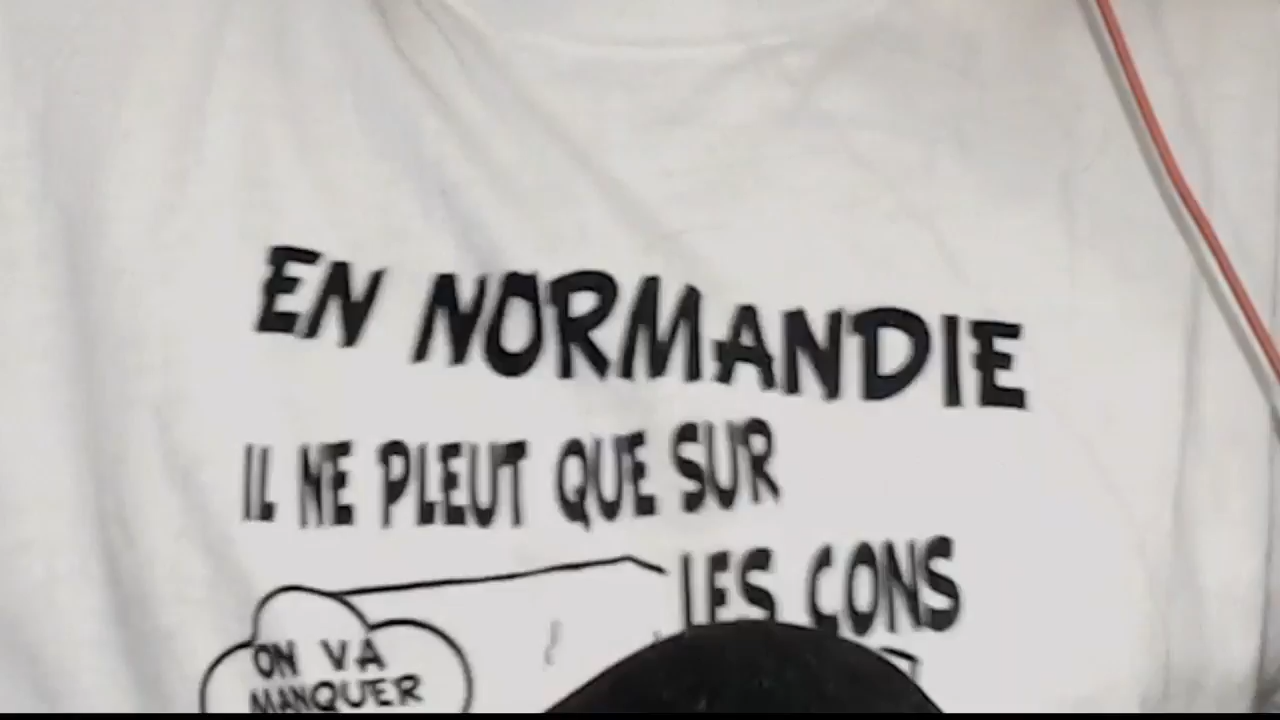 EN NORMANDIE
IL NE PLEUT QUE SUR
LES CONS
ON VA
MANQUER